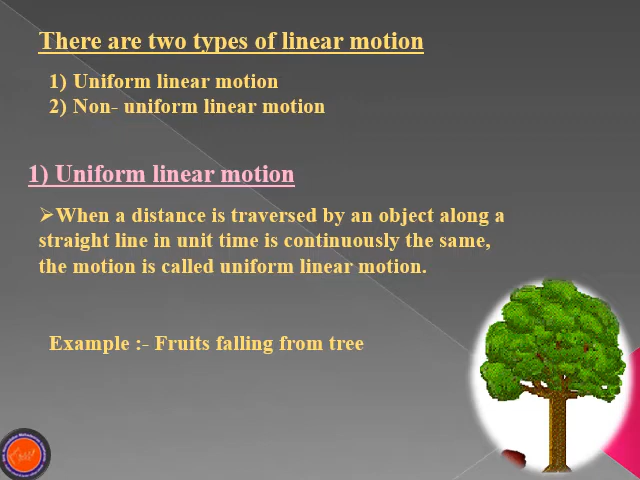 There are two types of linear motion
1) Uniform linear motion
2) Non- uniform linear motion
1) Uniform linear motion
➢When a distance is traversed by an object along a
straight line in unit time is continuously the same,
the motion is called uniform linear motion.
Example :- Fruits falling from tree